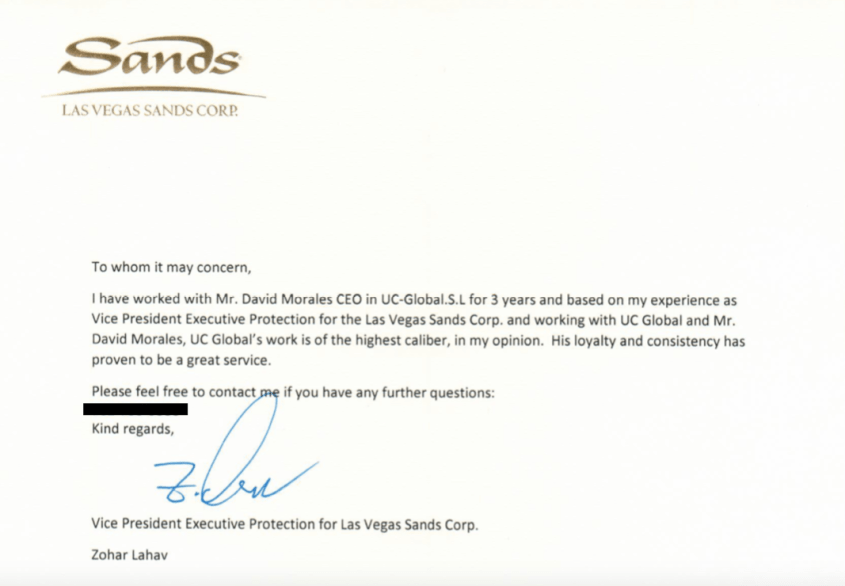 Sands
LAS VEGAS SANDS CORP.
To whom it may concern,
I have worked with Mr. David Morales CEO in UC-Global.S.L for 3 years and based on my experience as
Vice President Executive Protection for the Las Vegas Sands Corp. and working with UC Global and Mr.
David Morales, UC Global's work is of the highest caliber, in my opinion.  His loyalty and consistency has
proven to be a great service.
Please feel free to contact me if you have any further questions:
Kind regards,
Vice President Executive Protection for Las Vegas Sands Corp.
Zohar Lahav